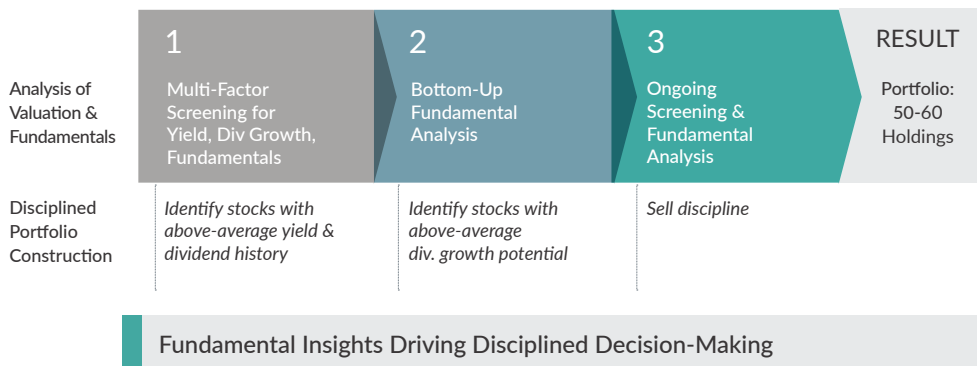 1
2
3
RESULT
Analysis of
Valuation &
Fundamentals
Multi-Factor
Screening for
Yield, Div Growth,
Fundamentals
Bottom-Up
Fundamental
Analysis
Ongoing
Screening &
Fundamental
Analysis
Portfolio:
50-60
Holdings
Disciplined
Portfolio
Construction
Identify stocks with
above-average yield &
dividend history
Identify stocks with
above-average
div. growth potential
Sell discipline
Fundamental Insights Driving Disciplined Decision-Making